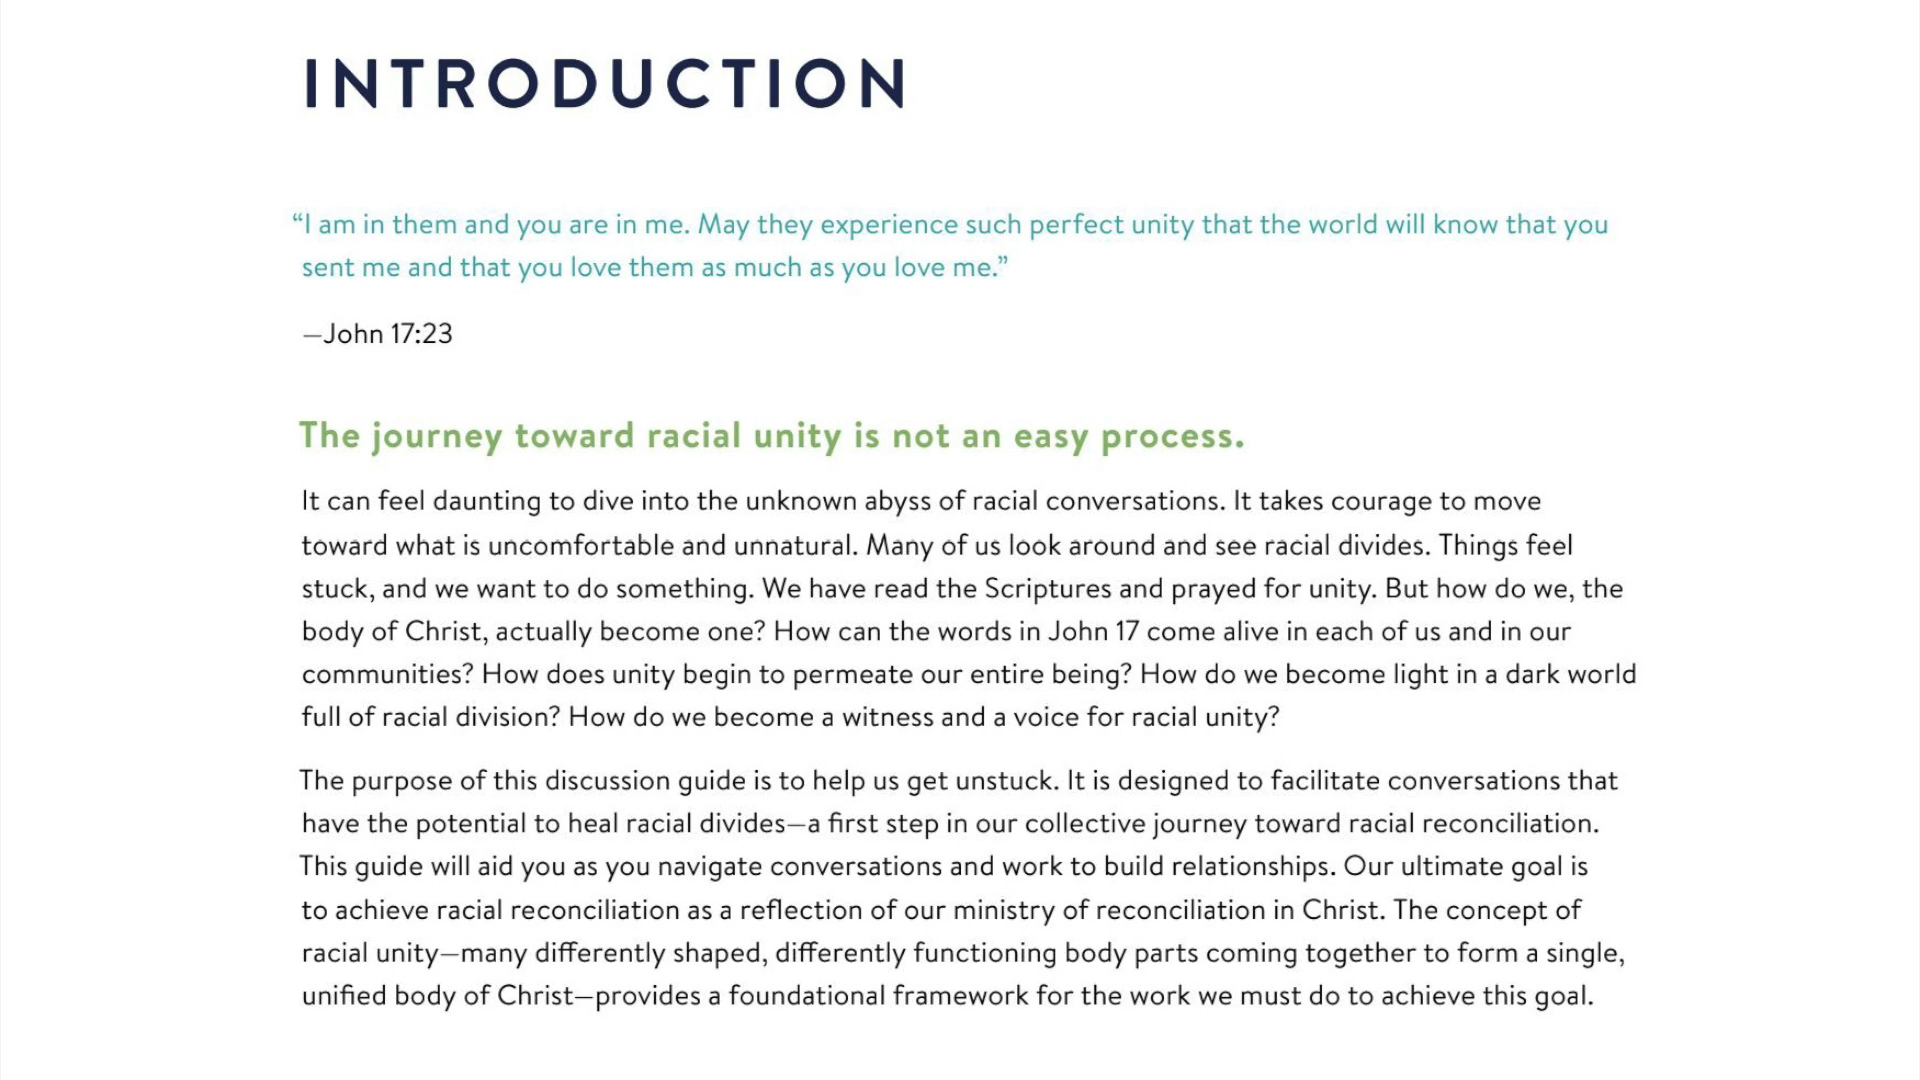 INTRODUCTION
“I am in them and you are in me. May they experience such perfect unity that the world will know that you
sent me and that you love them as much as you love me.”
—John 17:23
The journey toward racial unity is not an easy process.
It can feel daunting to dive into the unknown abyss of racial conversations. It takes courage to move
toward what is uncomfortable and unnatural. Many of us look around and see racial divides. Things feel
stuck, and we want to do something. We have read the Scriptures and prayed for unity. But how do we, the
body of Christ, actually become one? How can the words in John 17 come alive in each of us and in our
communities? How does unity begin to permeate our entire being? How do we become light in a dark world
full of racial division? How do we become a witness and a voice for racial unity?
The purpose of this discussion guide is to help us get unstuck. It is designed to facilitate conversations that
have the potential to heal racial divides—a first step in our collective journey toward racial reconciliation.
This guide will aid you as you navigate conversations and work to build relationships. Our ultimate goal is
to achieve racial reconciliation as a reflection of our ministry of reconciliation in Christ. The concept of
racial unity—many differently shaped, differently functioning body parts coming together to form a single,
unified body of Christ—provides a foundational framework for the work we must do to achieve this goal.